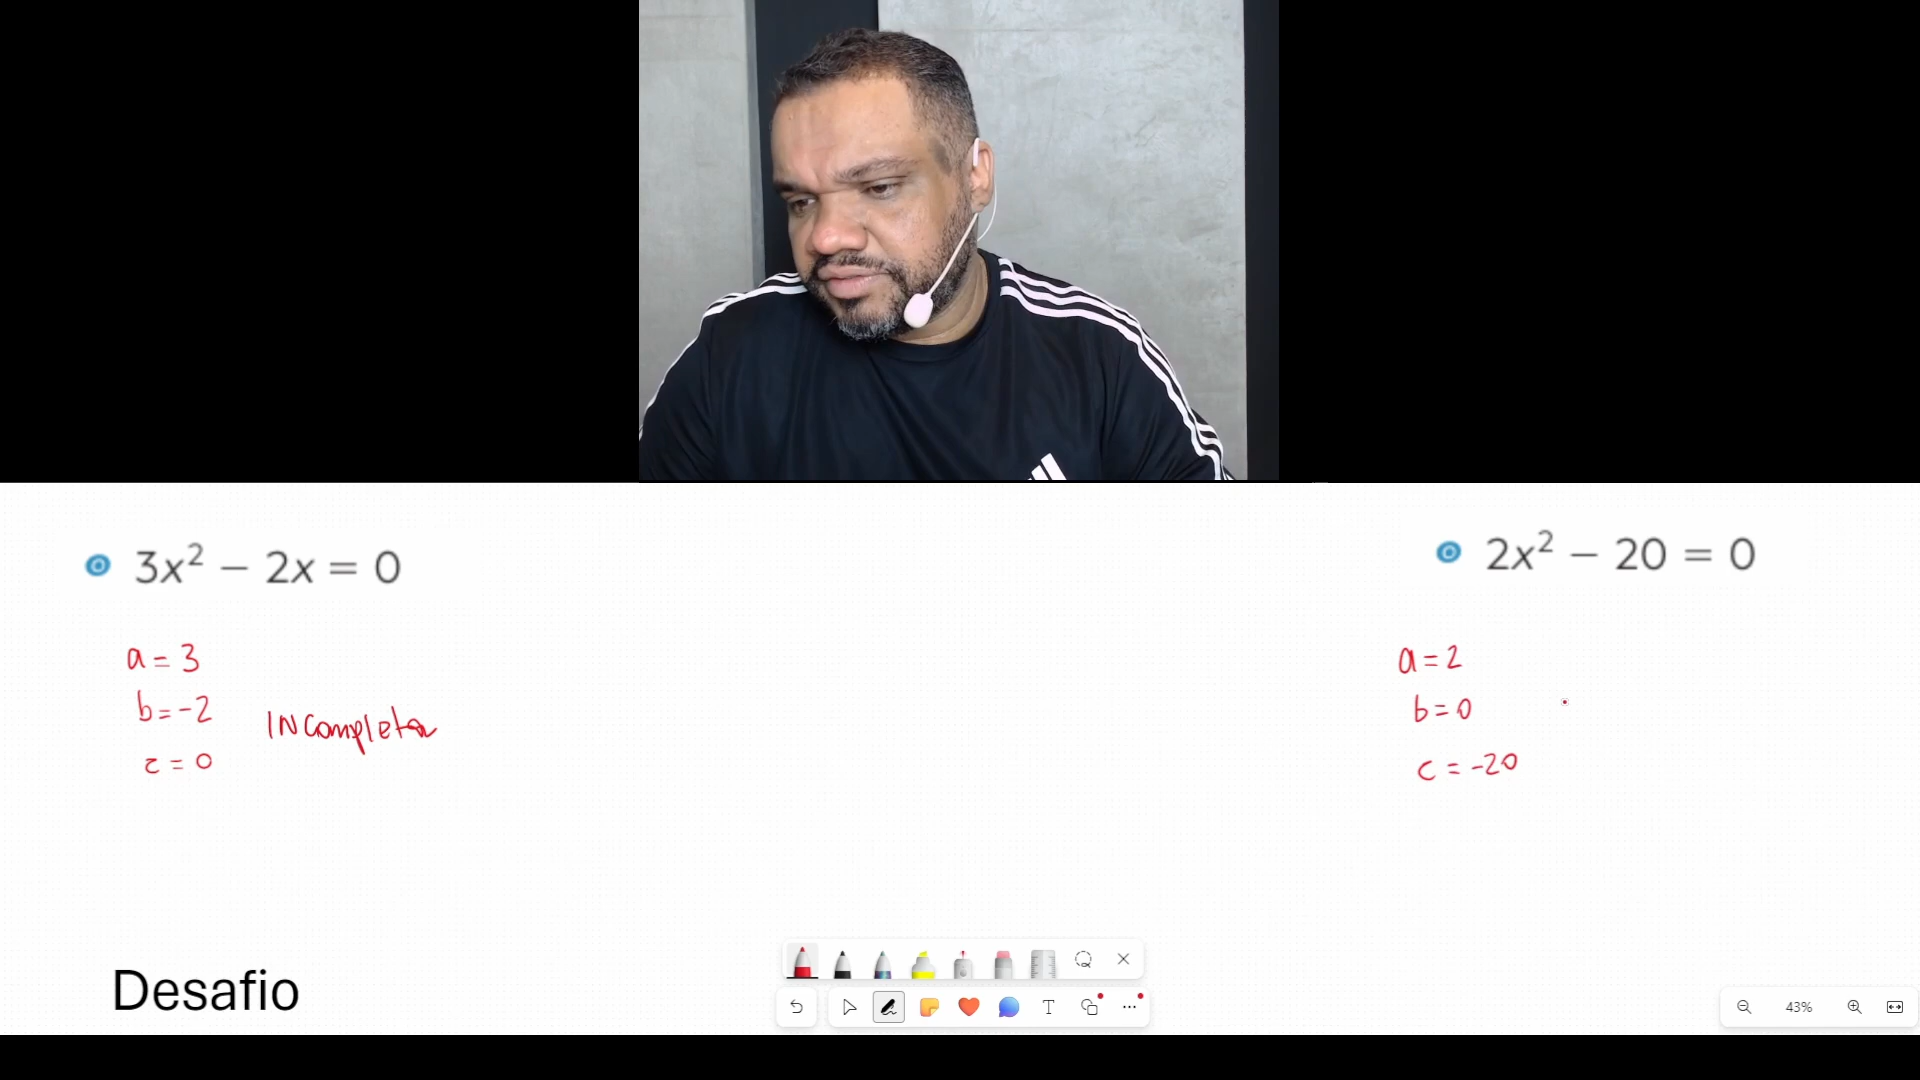 3x² − 2x = 0
a = 3
b = -2
c = 0
INcompleta
2x² − 20 = 0
a = 2
b = 0
c = -20
Desafio
T
43%